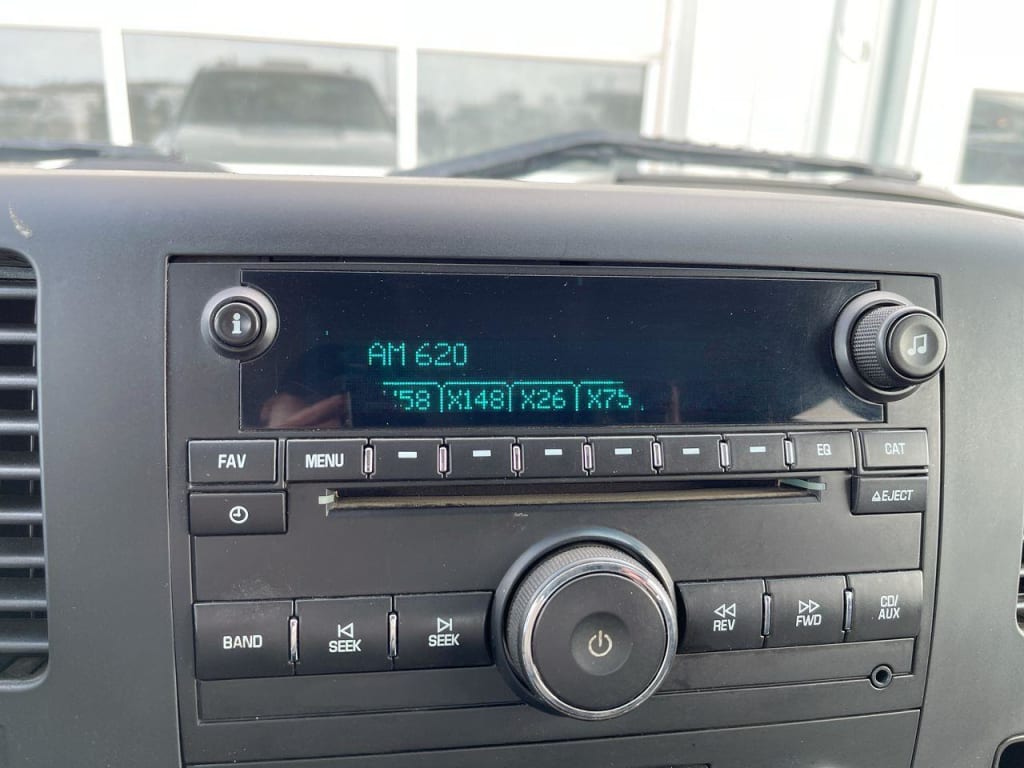 AM 620
58 X148 X26 X75
FAV MENU EQ CAT
EJECT
BAND SEEK SEEK REV FWD CD/
AUX